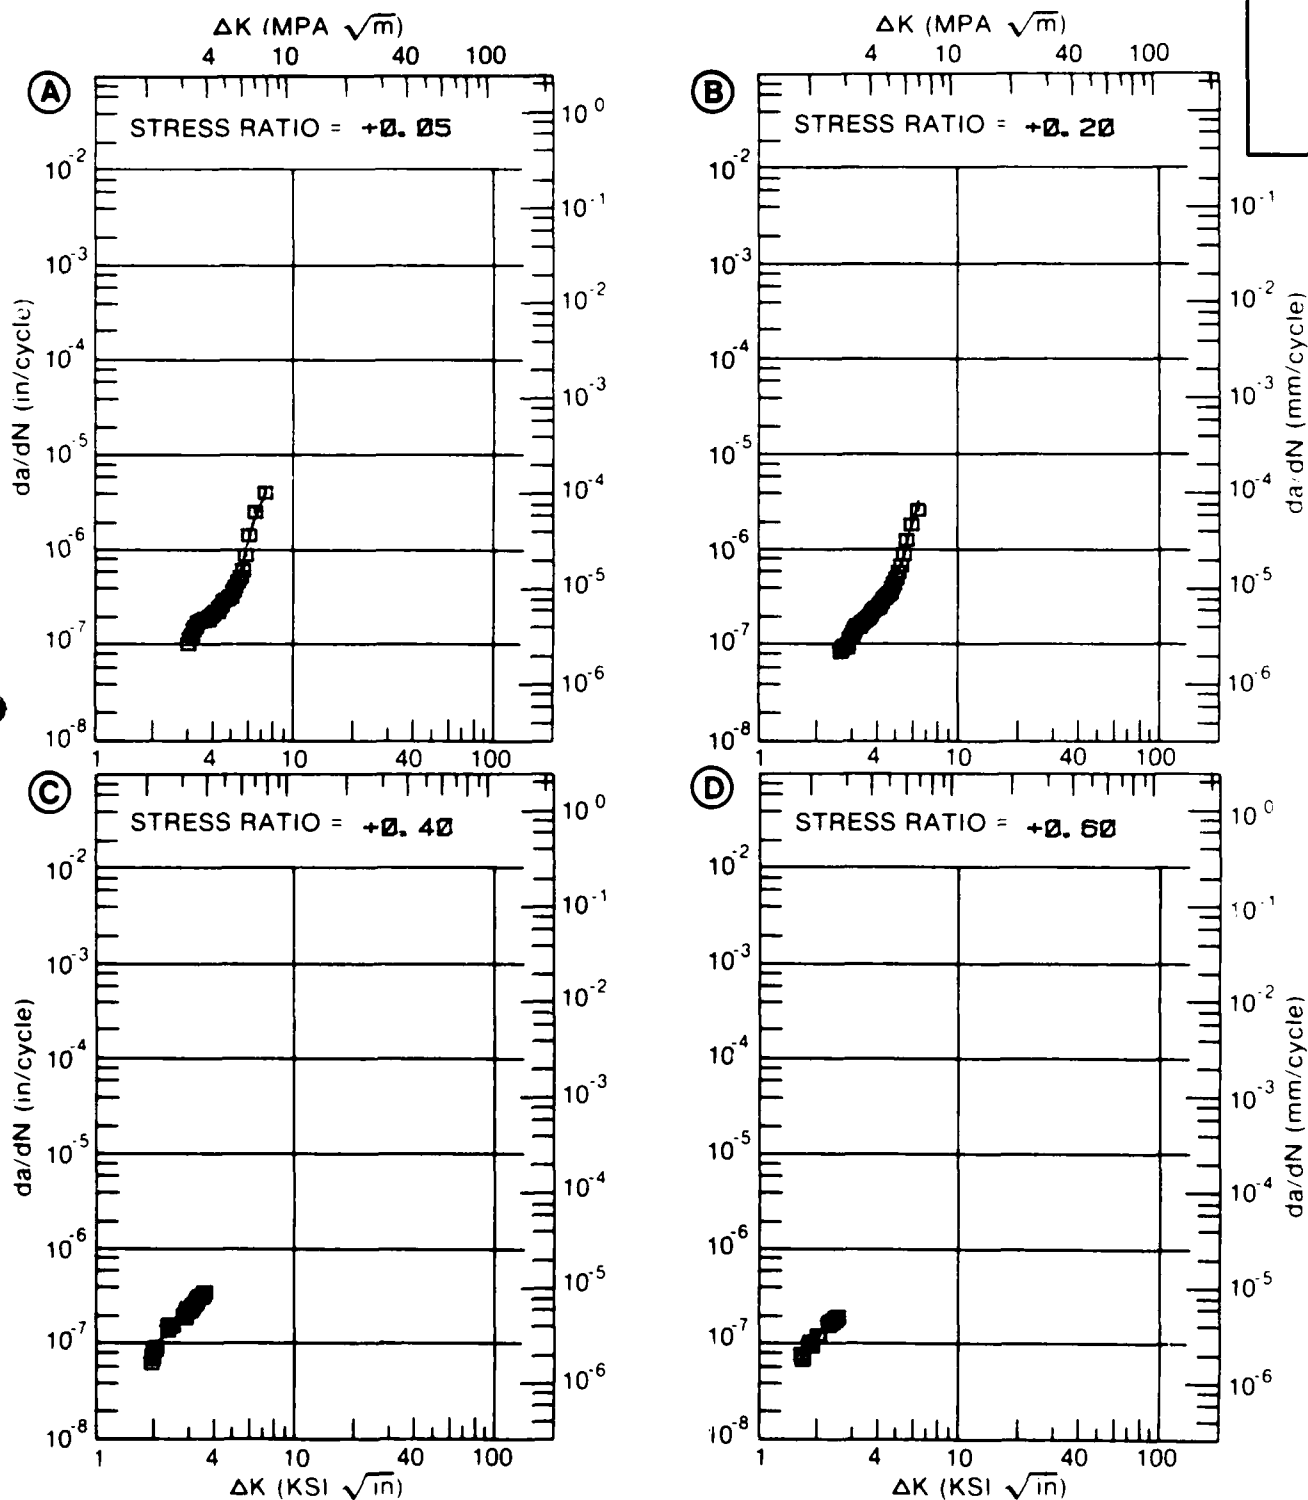 ΔK (MPA √m) ΔK (MPA √m)
4 10 40 100 4 10 40 100
A B
STRESS RATIO = +0.05 STRESS RATIO = +0.20
10^0
10^-2 10^-2
10^-1 10^-1
10^-3 10^-3
10^-2 10^-2
10^-4 10^-4
10^-3 10^-3
10^-5 10^-5
10^-4 10^-4
10^-6 10^-6
10^-5 10^-5
10^-7 10^-7
10^-6 10^-6
10^-8 10^-8
da/dN (in/cycle) da/dN (mm/cycle)
1 4 10 40 100 1 4 10 40 100
C D
STRESS RATIO = +0.40 STRESS RATIO = +0.60
10^0 10^0
10^-2 10^-2
10^-1 10^-1
10^-3 10^-3
10^-2 10^-2
10^-4 10^-4
10^-3 10^-3
10^-5 10^-5
10^-4 10^-4
10^-6 10^-6
10^-5 10^-5
10^-7 10^-7
10^-6 10^-6
10^-8 10^-8
da/dN (in/cycle) da/dN (mm/cycle)
1 4 10 40 100 1 4 10 40 100
ΔK (KSI √in) ΔK (KSI √in)